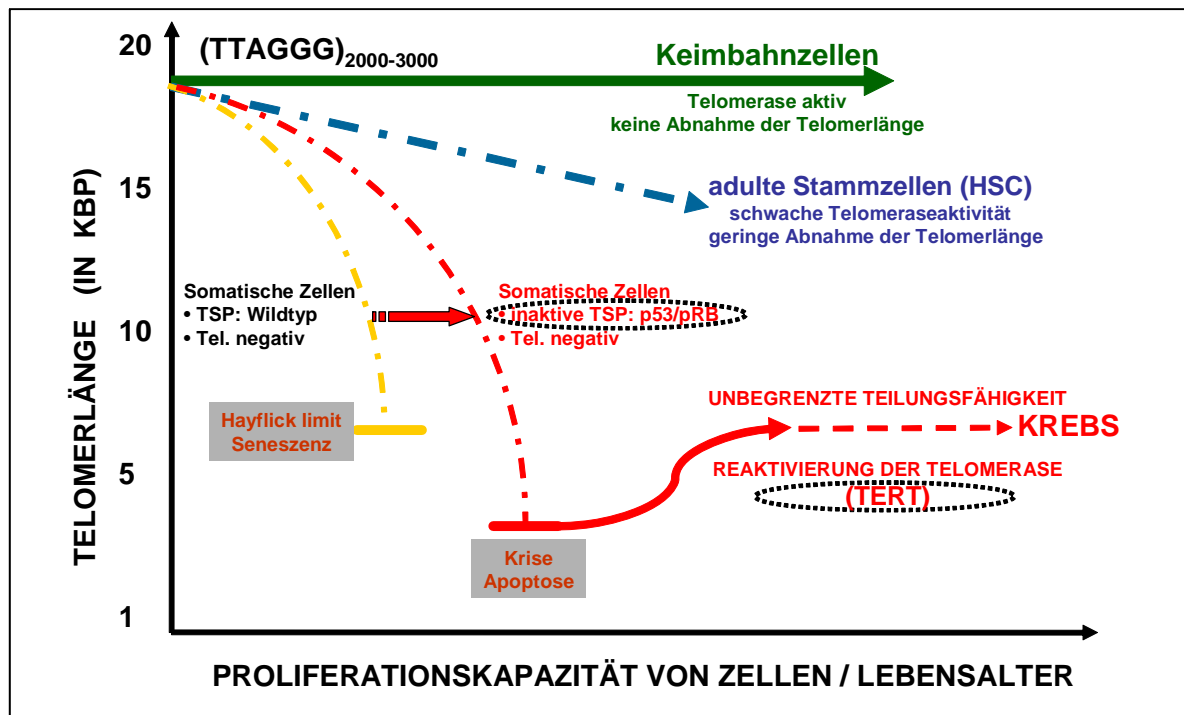 20
(TTAGGG)2000-3000
Keimbahnzellen
Telomerase aktiv
keine Abnahme der Telomerlänge
15
adulte Stammzellen (HSC)
schwache Telomeraseaktivität
geringe Abnahme der Telomerlänge
TELOMERLÄNGE (IN KBP)
Somatische Zellen
• TSP: Wildtyp
• Tel. negativ
Somatische Zellen
• inaktive TSP: p53/pRB
• Tel. negativ
10
Hayflick limit
Seneszenz
UNBEGRENZTE TEILUNGSFÄHIGKEIT
KREBS
5
REAKTIVIERUNG DER TELOMERASE
(TERT)
Krise
Apoptose
1
PROLIFERATIONSKAPAZITÄT VON ZELLEN / LEBENSALTER